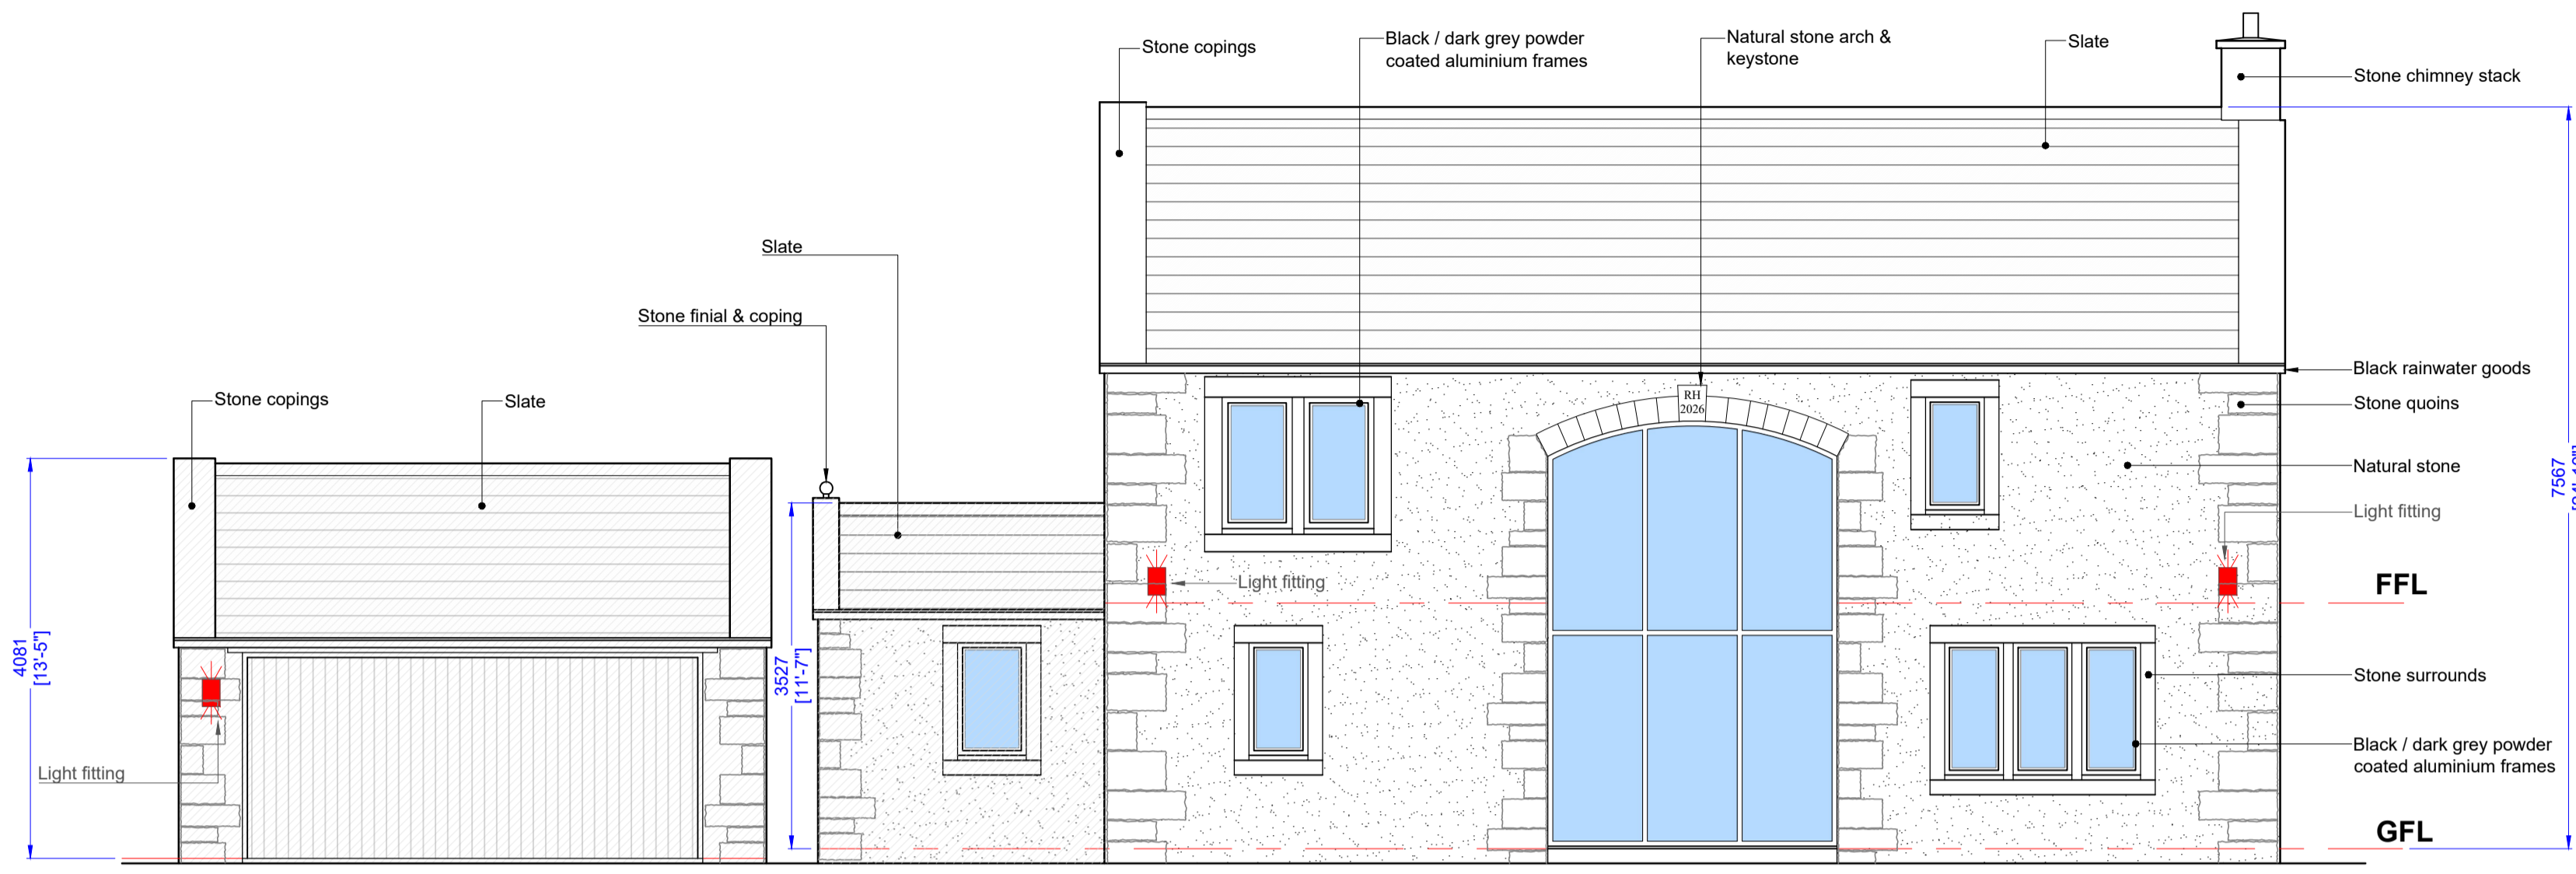 Stone copings
Black / dark grey powder
coated aluminium frames
Natural stone arch &
keystone
Slate
Stone chimney stack
Slate
Stone finial & coping
Stone copings
Slate
RH
2026
Black rainwater goods
Stone quoins
Natural stone
Light fitting
Light fitting
FFL
7567
4081
[13'-5"]
3527
[11'-7"]
Stone surrounds
Light fitting
Black / dark grey powder
coated aluminium frames
GFL